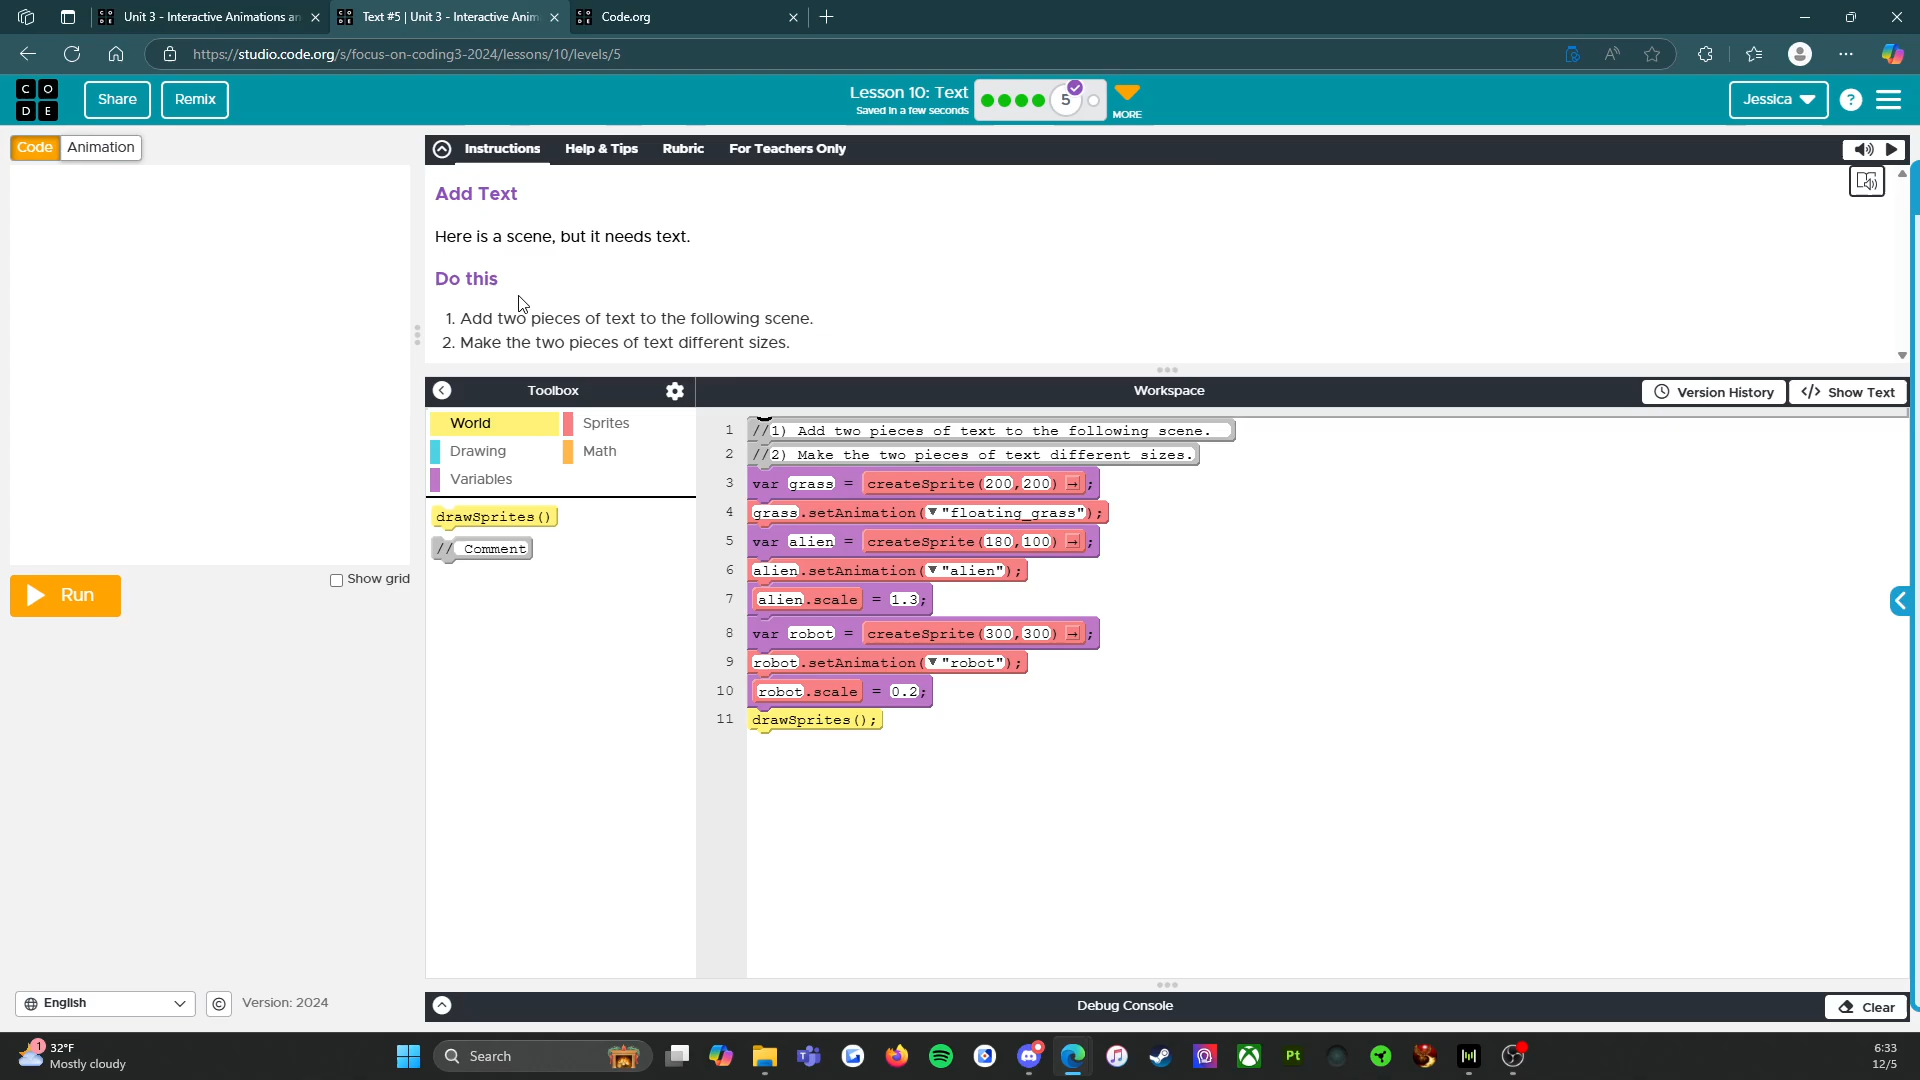 Unit 3 - Interactive Animations an
Text #5 | Unit 3 - Interactive Anim
Code.org
https://studio.code.org/s/focus-on-coding3-2024/lessons/10/levels/5
C O D E
Share
Remix
Lesson 10: Text
Saved in a few seconds
5
MORE
Jessica
?
Code
Animation
Instructions
Help & Tips
Rubric
For Teachers Only
Add Text
Here is a scene, but it needs text.
Do this
1. Add two pieces of text to the following scene.
2. Make the two pieces of text different sizes.
Toolbox
Workspace
Version History
</> Show Text
World
Sprites
Drawing
Math
Variables
drawSprites()
// Comment
1 //1) Add two pieces of text to the following scene.
2 //2) Make the two pieces of text different sizes.
3 var grass = createSprite(200,200) → ;
4 grass.setAnimation(▼"floating_grass");
5 var alien = createSprite(180,100) → ;
6 alien.setAnimation(▼"alien");
7 alien.scale = 1.3;
8 var robot = createSprite(300,300) → ;
9 robot.setAnimation(▼"robot");
10 robot.scale = 0.2;
11 drawSprites();
Run
Show grid
English
©
Version: 2024
Debug Console
Clear
1
32°F
Mostly cloudy
Search
Pt
6:33
12/5